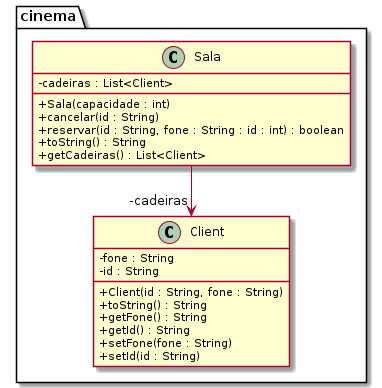 cinema
C Sala
-cadeiras : List<Client>
+Sala(capacidade : int)
+cancelar(id : String)
+reservar(id : String, fone : String : id : int) : boolean
+toString() : String
+getCadeiras() : List<Client>
-cadeiras
C Client
-fone : String
-id : String
+Client(id : String, fone : String)
+toString() : String
+getFone() : String
+getId() : String
+setFone(fone : String)
+setId(id : String)